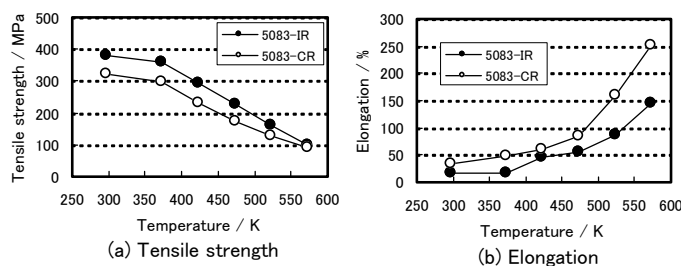 Tensile strength / MPa
500
400
300
200
100
0
5083-IR
5083-CR
250 300 350 400 450 500 550 600
Temperature / K
(a) Tensile strength
Elongation / %
300
250
200
150
100
50
0
5083-IR
5083-CR
250 300 350 400 450 500 550 600
Temperature / K
(b) Elongation